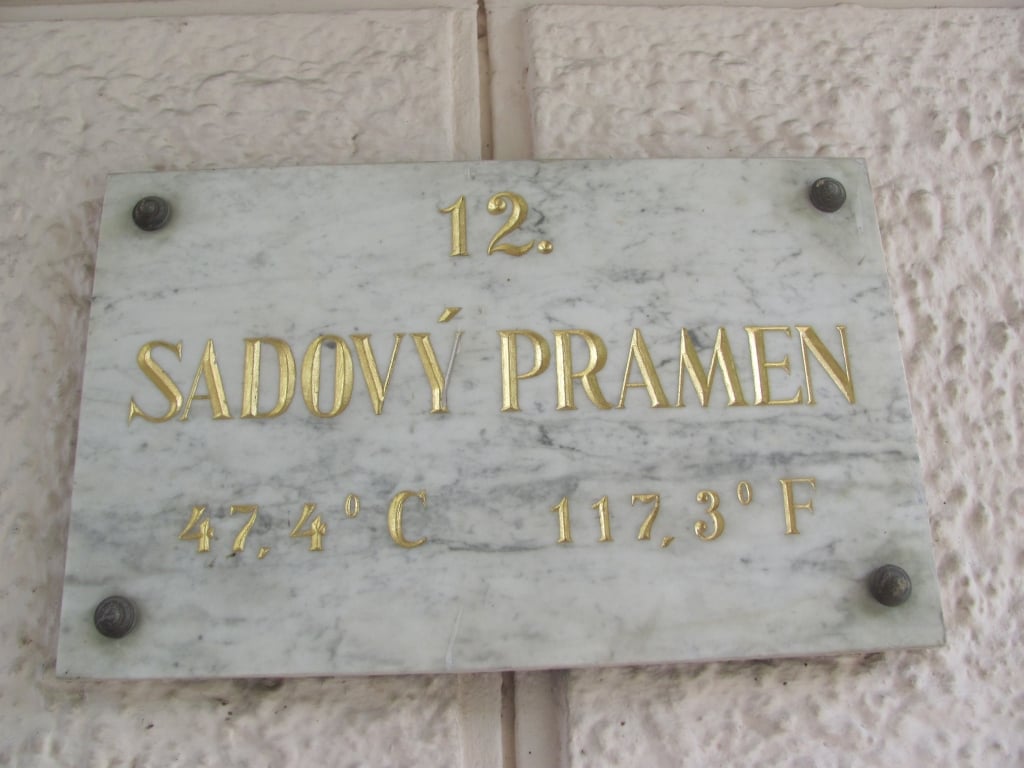 12.
SADOVÝ PRAMEN
47,4° C 117,3° F